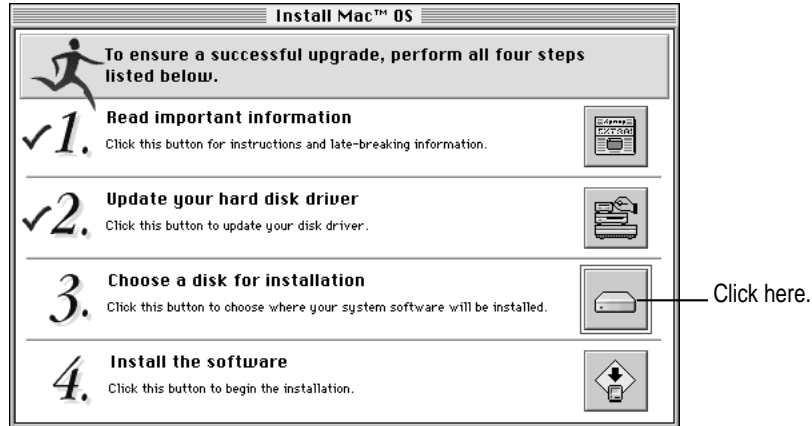 Install Mac™ OS
To ensure a successful upgrade, perform all four steps
listed below.
1. Read important information
Click this button for instructions and late-breaking information.
EXTRA!
2. Update your hard disk driver
Click this button to update your disk driver.
3. Choose a disk for installation
Click this button to choose where your system software will be installed.
Click here.
4. Install the software
Click this button to begin the installation.